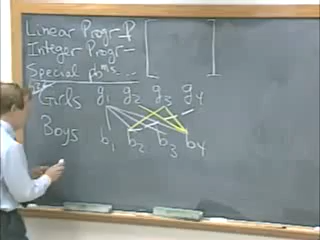 Linear Progr- P
Integer Progr-
Special
Girls g1 g2 g3 g4
Boys b1 b2 b3 b4